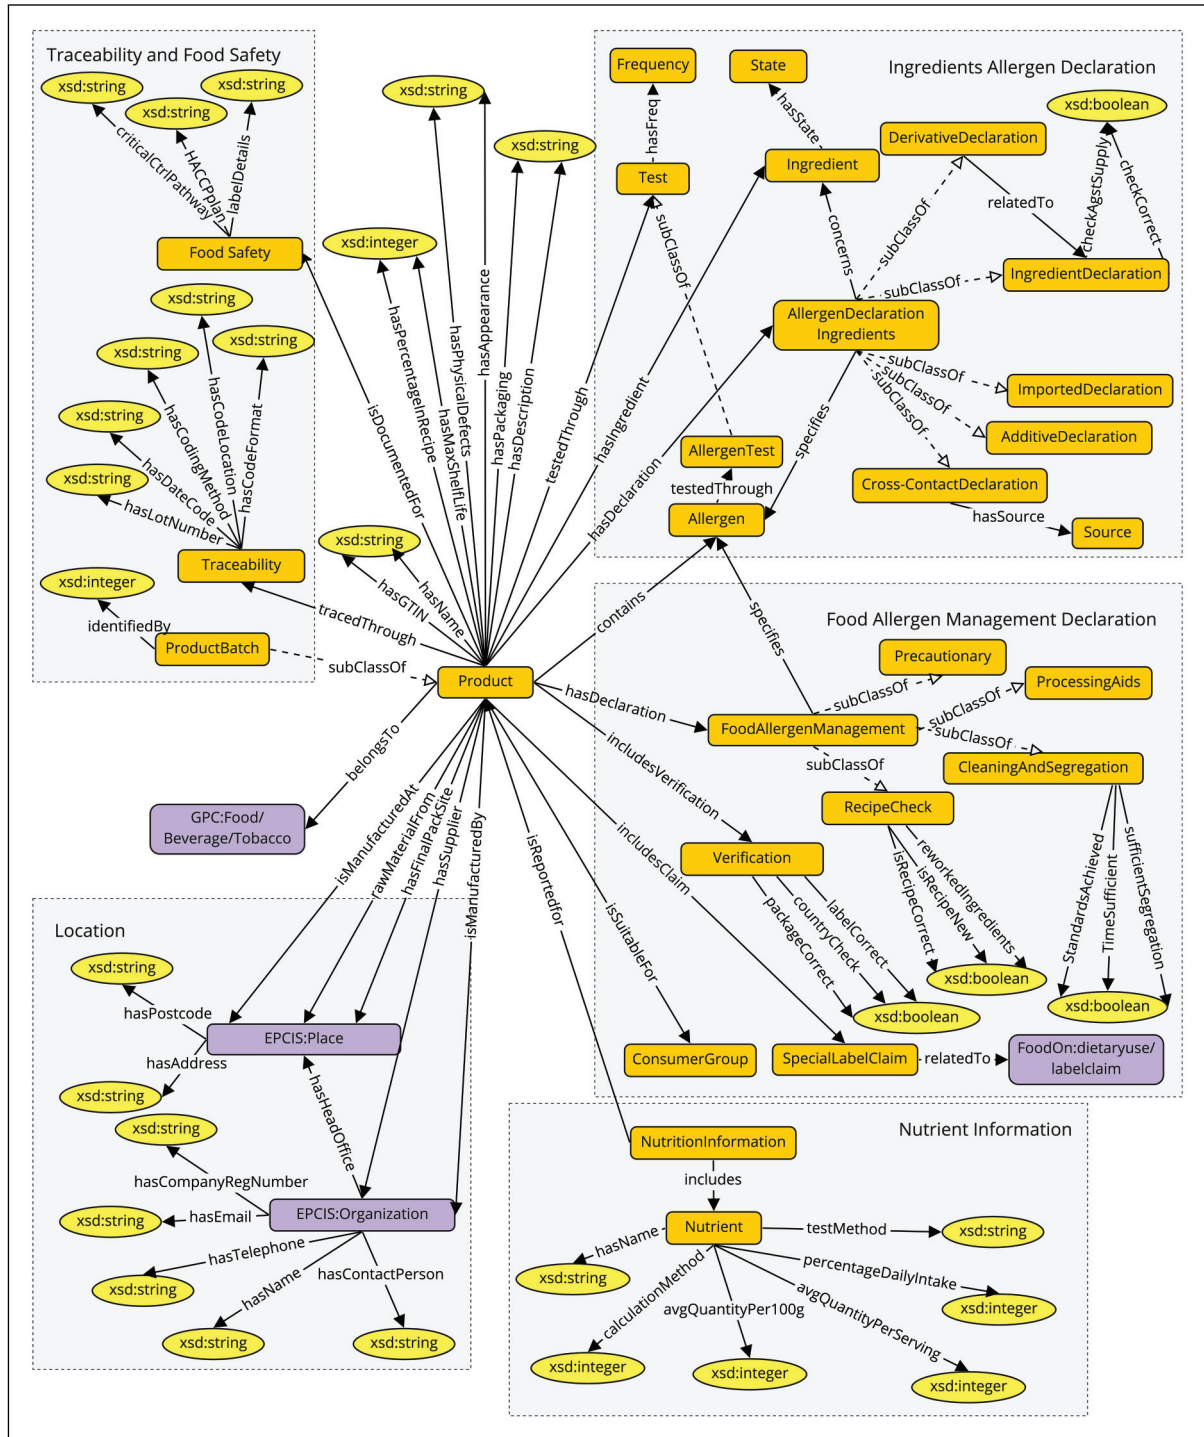 Traceability and Food Safety
xsd:string
xsd:string
xsd:string
criticalCtrlPathway
HACCPplan
labelDetails
Food Safety
xsd:string
xsd:string
xsd:string
xsd:string
xsd:string
hasCodeLocation
hasCodingMethod
hasCodeFormat
hasDateCode
hasLotNumber
Traceability
xsd:integer
identifiedBy
ProductBatch
subClassOf
tracedThrough
isDocumentedFor
xsd:string
xsd:string
xsd:integer
xsd:string
hasGTIN
hasName
hasPercentageInRecipe
hasMaxShelfLife
hasPhysicalDefects
hasAppearance
hasPackaging
hasDescription
testedThrough
hasIngredient
hasDeclaration
contains
Product
Ingredients Allergen Declaration
Frequency
State
xsd:boolean
hasFreq
hasState
DerivativeDeclaration
Test
Ingredient
checkAgstSupply
checkCorrect
relatedTo
subClassOf
concerns
subClassOf
IngredientDeclaration
subClassOf
AllergenDeclaration
Ingredients
subClassOf
ImportedDeclaration
subClassOf
AdditiveDeclaration
subClassOf
specifies
AllergenTest
Cross-ContactDeclaration
testedThrough
hasSource
Allergen
Source
Food Allergen Management Declaration
specifies
Precautionary
ProcessingAids
hasDeclaration
subClassOf
subClassOf
FoodAllergenManagement
subClassOf
CleaningAndSegregation
subClassOf
RecipeCheck
includesVerification
Verification
isRecipeCorrect
isRecipeNew
reworkedIngredients
StandardsAchieved
TimeSufficient
sufficientSegregation
packageCorrect
countryCheck
labelCorrect
xsd:boolean
xsd:boolean
xsd:boolean
includesClaim
isSuitableFor
isReportedfor
ConsumerGroup
SpecialLabelClaim
relatedTo
FoodOn:dietaryuse/
labelclaim
belongsTo
GPC:Food/
Beverage/Tobacco
isManufacturedAt
rawMaterialFrom
hasFinalPackSite
hasSupplier
isManufacturedBy
Location
xsd:string
hasPostcode
EPCIS:Place
hasAddress
xsd:string
xsd:string
hasHeadOffice
hasCompanyRegNumber
EPCIS:Organization
hasEmail
xsd:string
hasTelephone
hasContactPerson
xsd:string
hasName
xsd:string
xsd:string
Nutrient Information
NutritionInformation
includes
Nutrient
testMethod
xsd:string
hasName
xsd:string
calculationMethod
percentageDailyIntake
xsd:integer
avgQuantityPer100g
avgQuantityPerServing
xsd:integer
xsd:integer
xsd:integer